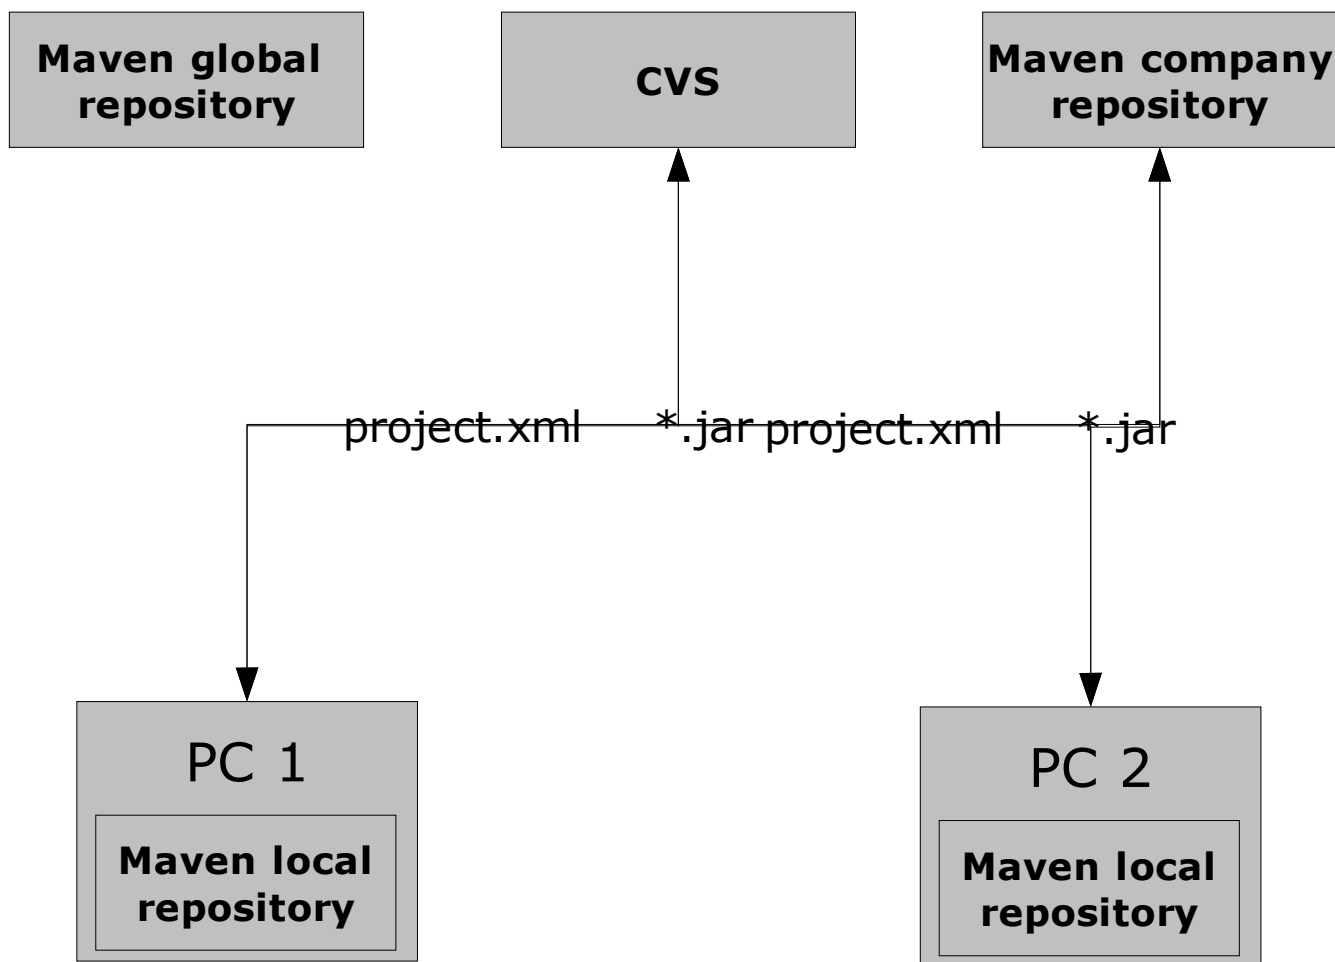 Maven global
repository
CVS
Maven company
repository
project.xml
*.jar
project.xml
*.jar
PC 1
Maven local
repository
PC 2
Maven local
repository